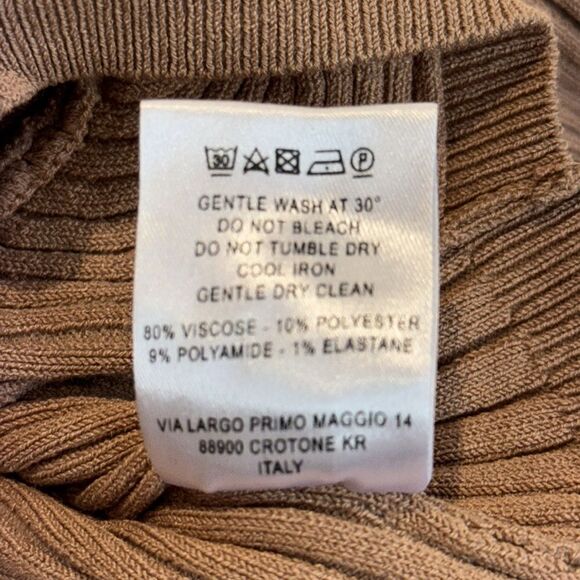 30 P
GENTLE WASH AT 30°
DO NOT BLEACH
DO NOT TUMBLE DRY
COOL IRON
GENTLE DRY CLEAN
80% VISCOSE - 10% POLYESTER
9% POLYAMIDE - 1% ELASTANE
VIA LARGO PRIMO MAGGIO 14
88900 CROTONE KR
ITALY